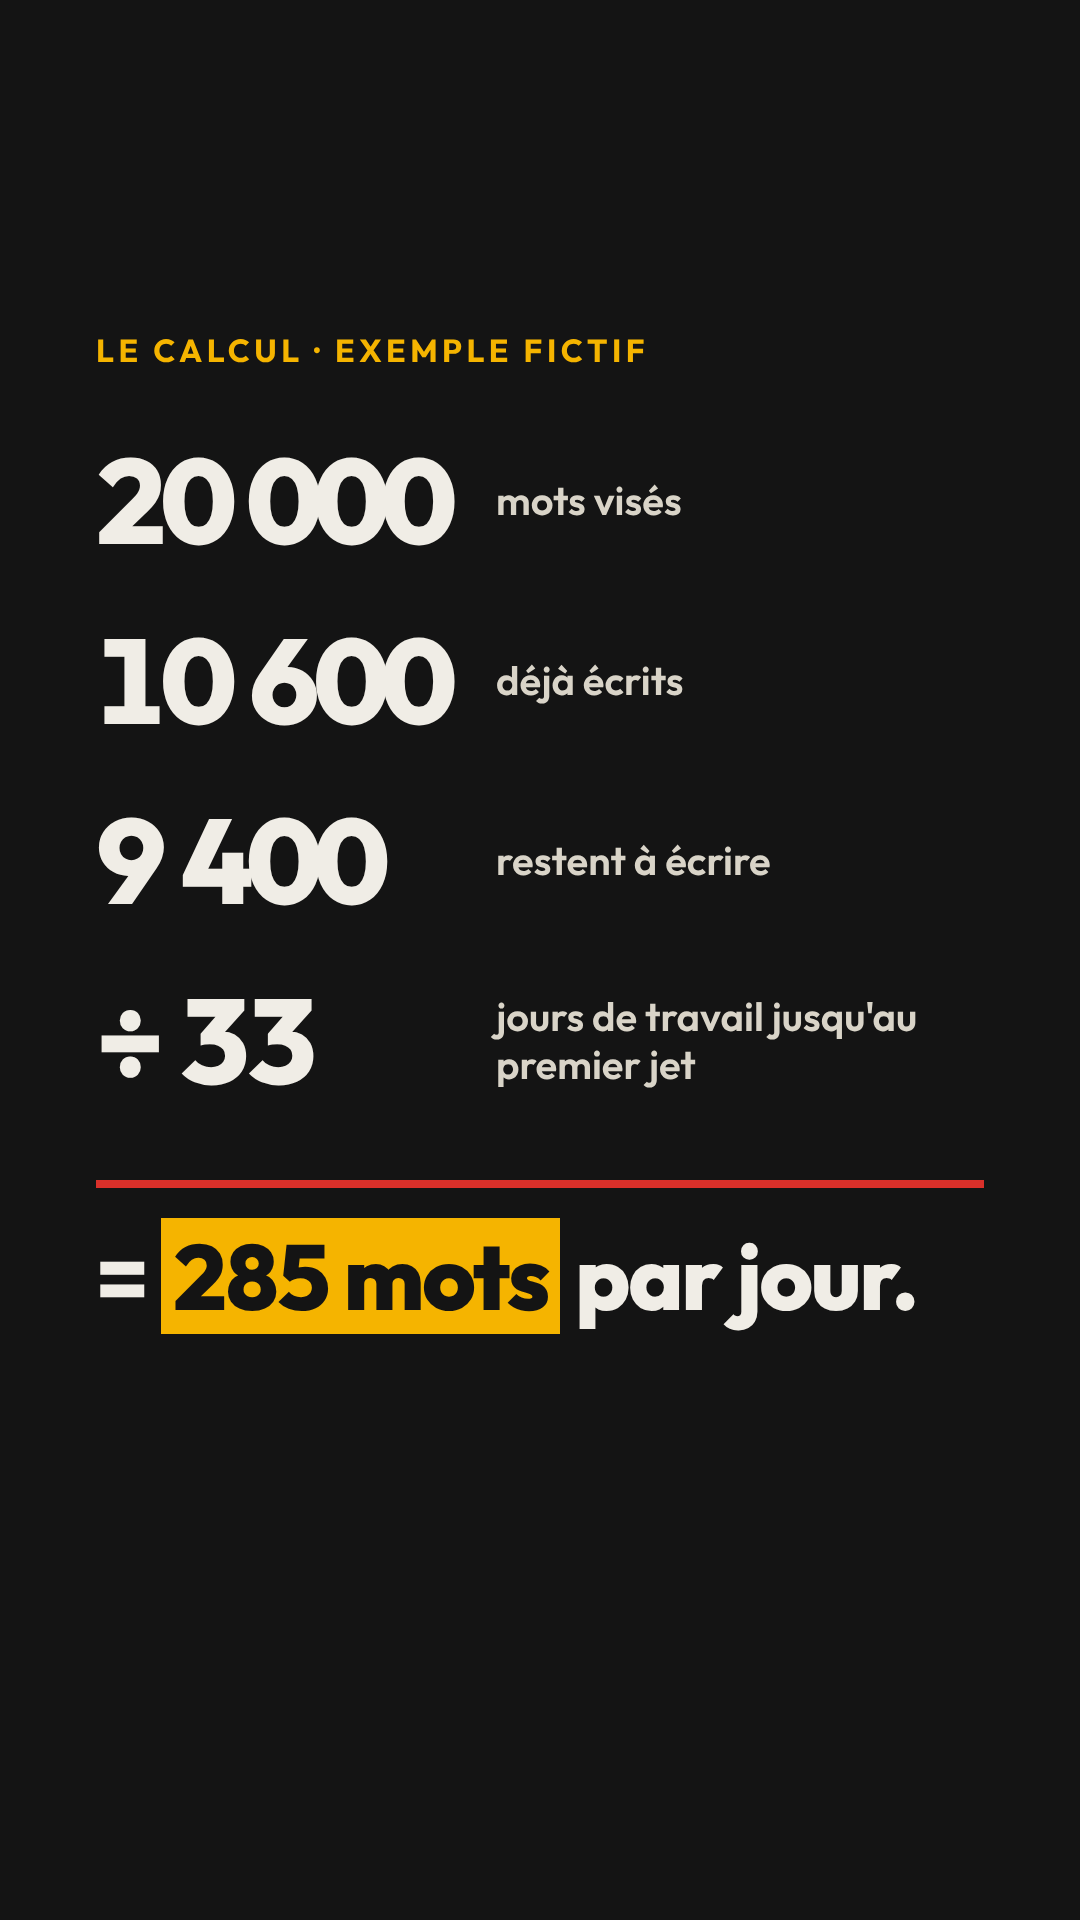 LE CALCUL · EXEMPLE FICTIF
20 000 mots visés
10 600 déjà écrits
9 400 restent à écrire
÷ 33 jours de travail jusqu'au
premier jet
= 285 mots par jour.